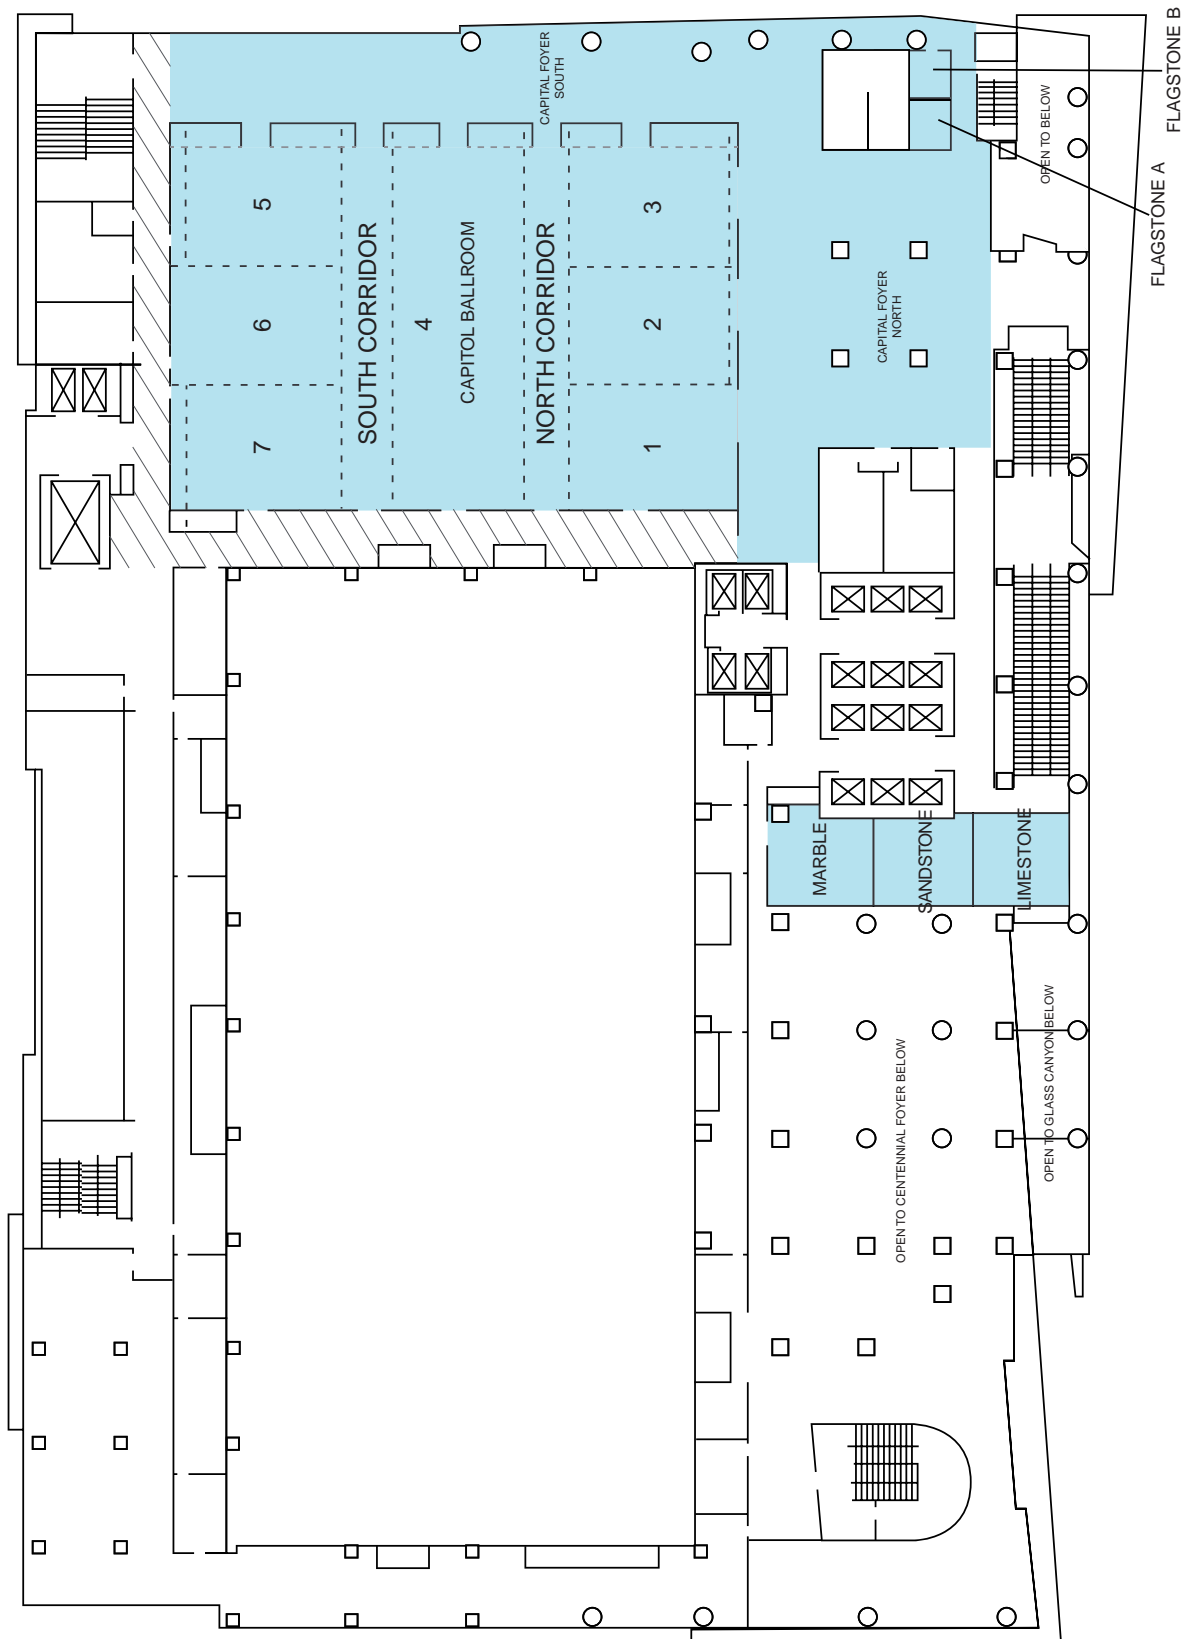 FLAGSTONE B
FLAGSTONE A
OPEN TO BELOW
CAPITAL FOYER
SOUTH
CAPITAL FOYER
NORTH
5
6
7
SOUTH CORRIDOR
4
CAPITOL BALLROOM
NORTH CORRIDOR
3
2
1
MARBLE
SANDSTONE
LIMESTONE
OPEN TO CENTENNIAL FOYER BELOW
OPEN TO GLASS CANYON BELOW